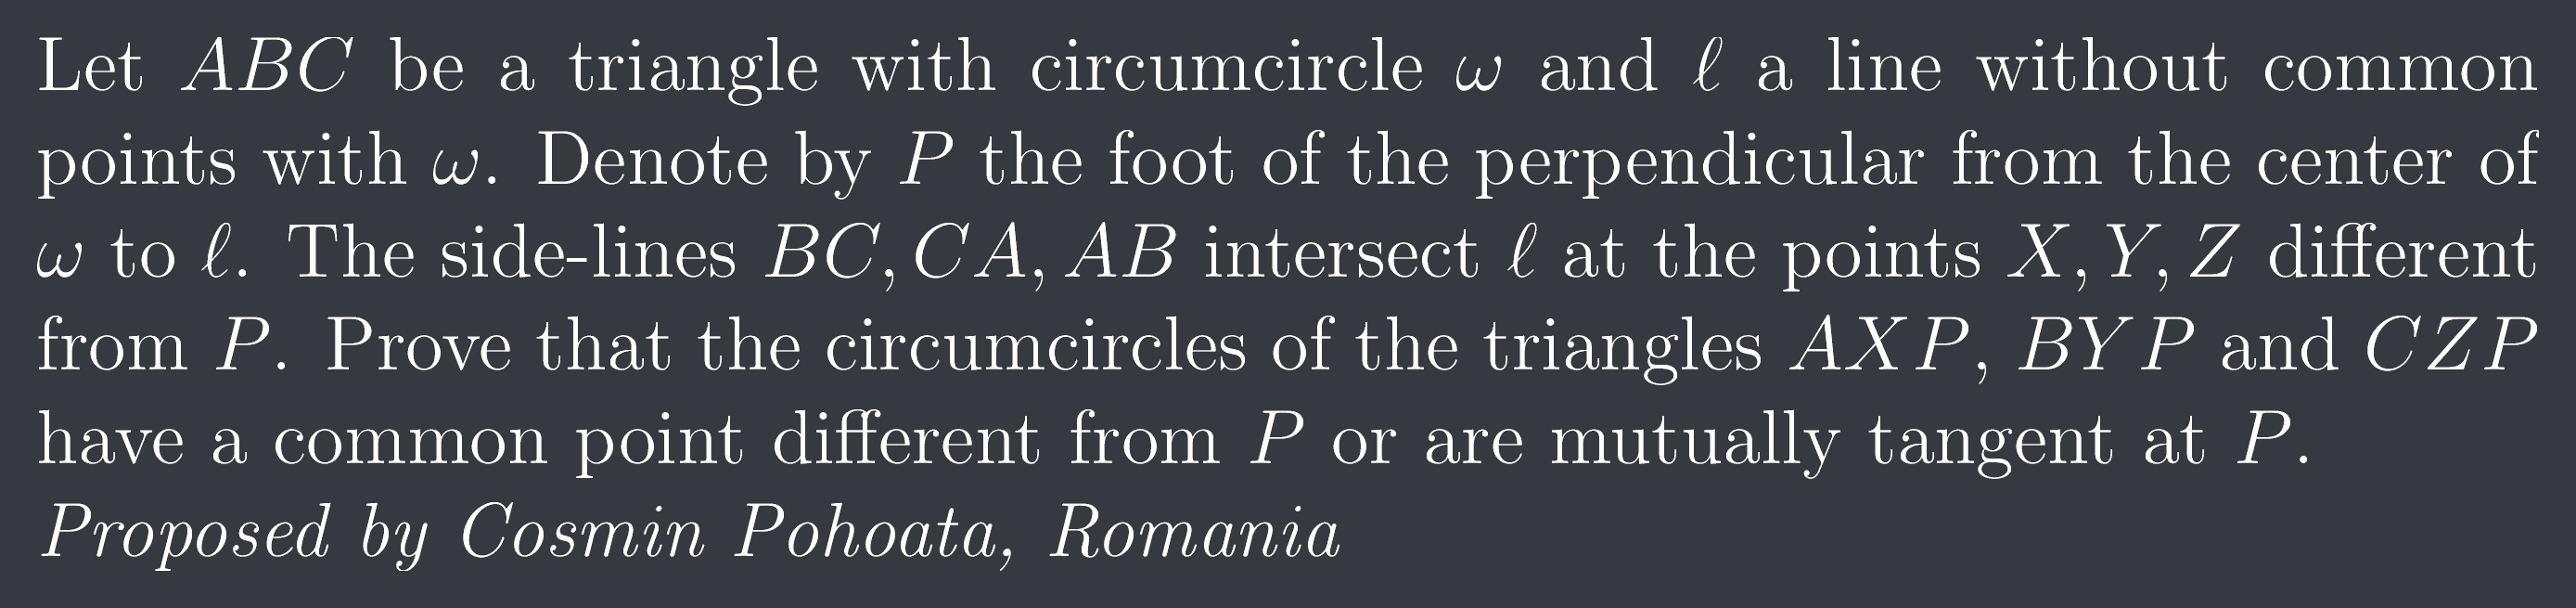 Let ABC be a triangle with circumcircle ω and ℓ a line without common
points with ω. Denote by P the foot of the perpendicular from the center of
ω to ℓ. The side-lines BC, CA, AB intersect ℓ at the points X, Y, Z different
from P. Prove that the circumcircles of the triangles AXP, BYP and CZP
have a common point different from P or are mutually tangent at P.
Proposed by Cosmin Pohoata, Romania